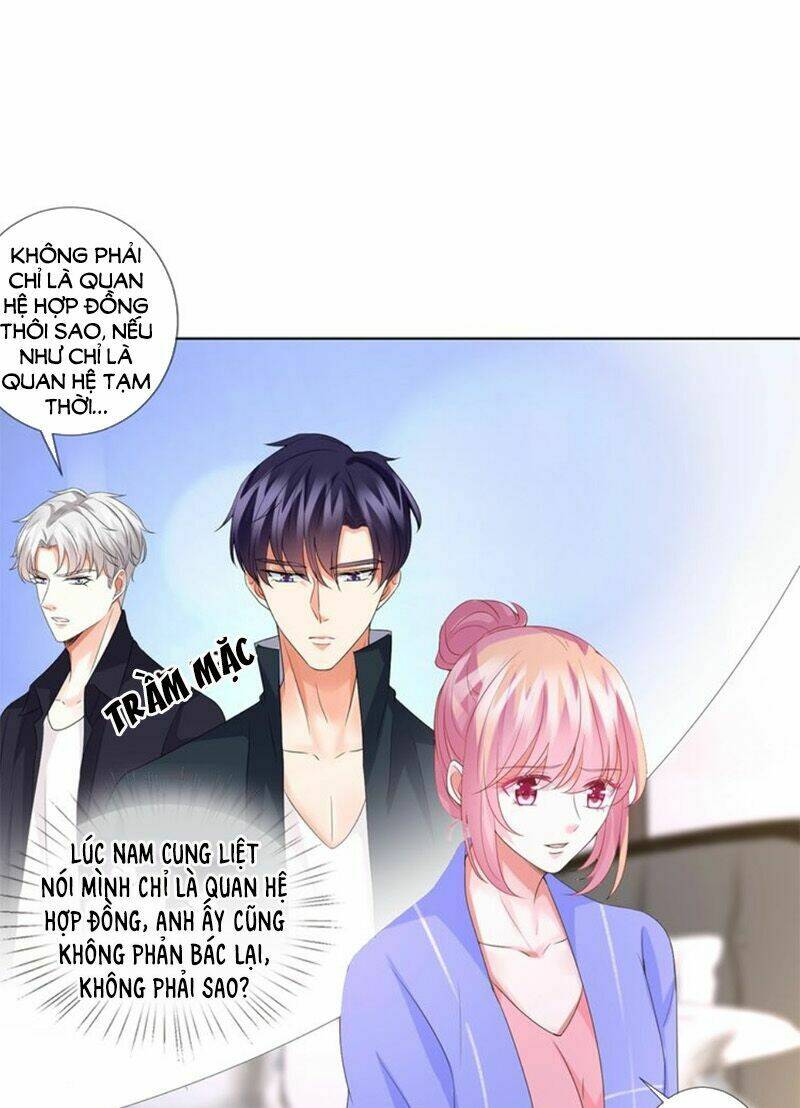 KHÔNG PHẢI
CHỈ LÀ QUAN
HỆ HỢP ĐỒNG
THÔI SAO, NẾU
NHƯ CHỈ LÀ
QUAN HỆ TẠM
THỜI...
TRẦM MẶC
LÚC NAM CUNG LIỆT
NÓI MÌNH CHỈ LÀ QUAN HỆ
HỢP ĐỒNG, ANH ẤY CŨNG
KHÔNG PHẢN BÁC LẠI,
KHÔNG PHẢI SAO?